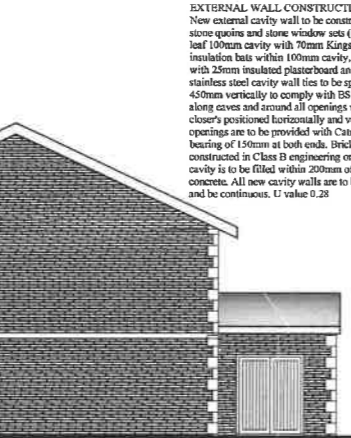 EXTERNAL WALL CONSTRUCTI
New external cavity wall to be constr
stone quoins and stone window sets (
leaf 100mm cavity with 70mm Kings
insulation bats within 100mm cavity,
with 25mm insulated plasterboard an
stainless steel cavity wall ties to be sp
450mm vertically to comply with BS
along eaves and around all openings w
closer's positioned horizontally and v
openings are to be provided with Catn
bearing of 150mm at both ends. Brick
constructed in Class B engineering or
cavity is to be filled within 200mm of
concrete. All new cavity walls are to b
and be continuous. U value 0.28